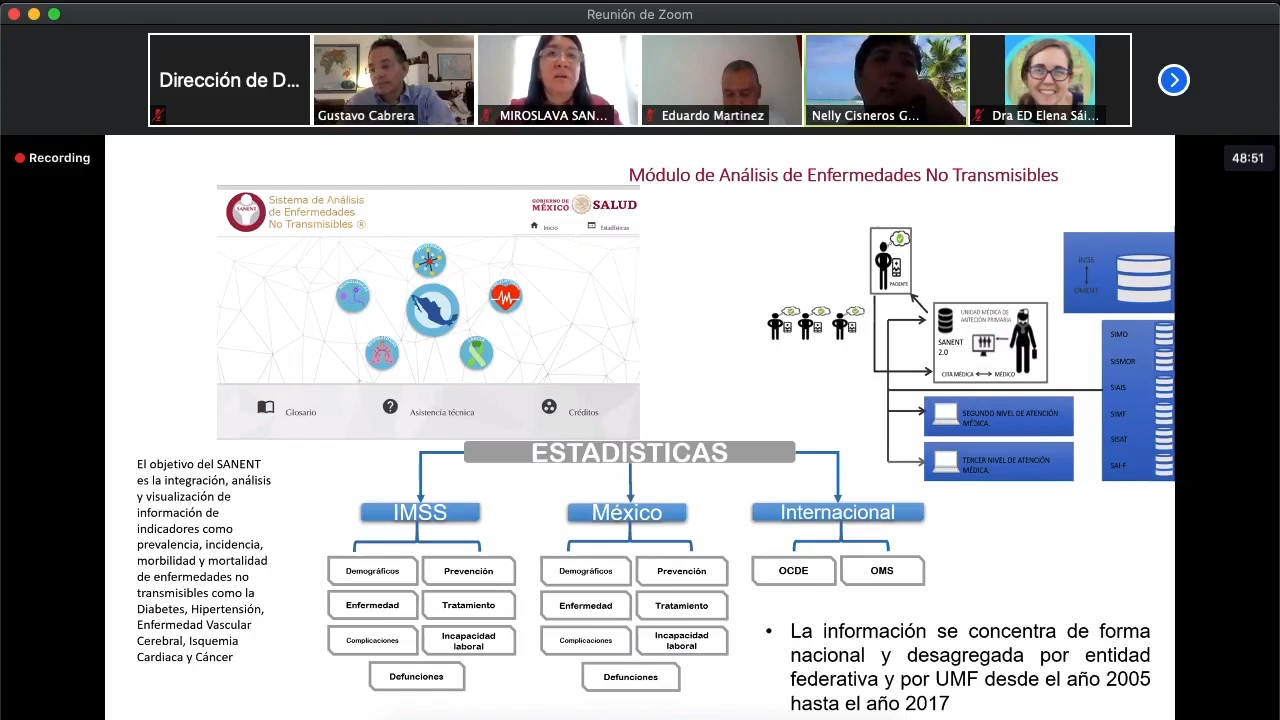 Reunión de Zoom
Dirección de D...
Gustavo Cabrera
MIROSLAVA SAN...
Eduardo Martinez
Nelly Cisneros G...
Dra ED Elena Sái...
Recording
48:51
Módulo de Análisis de Enfermedades No Transmisibles
SANENT
Sistema de Análisis
de Enfermedades
No Transmisibles ®
GOBIERNO DE
MÉXICO
SALUD
Inicio
Estadísticas
Glosario
Asistencia técnica
Créditos
PACIENTE
UNIDAD MÉDICA DE
ANTECIÓN PRIMARIA
SANENT
2.0
CITA MÉDICA
MÉDICO
SEGUNDO NIVEL DE ATENCIÓN
MÉDICA.
TERCER NIVEL DE ATENCIÓN
MÉDICA.
IMSS
OIMENT
SIMO
SISMOR
SIAIS
SIMF
SISAT
SAI-F
El objetivo del SANENT
es la integración, análisis
y visualización de
información de
indicadores como
prevalencia, incidencia,
morbilidad y mortalidad
de enfermedades no
transmisibles como la
Diabetes, Hipertensión,
Enfermedad Vascular
Cerebral, Isquemia
Cardiaca y Cáncer
ESTADÍSTICAS
IMSS
México
Internacional
Demográficos
Prevención
Demográficos
Prevención
OCDE
OMS
Enfermedad
Tratamiento
Enfermedad
Tratamiento
Complicaciones
Incapacidad
laboral
Complicaciones
Incapacidad
laboral
Defunciones
Defunciones
• La información se concentra de forma
nacional y desagregada por entidad
federativa y por UMF desde el año 2005
hasta el año 2017